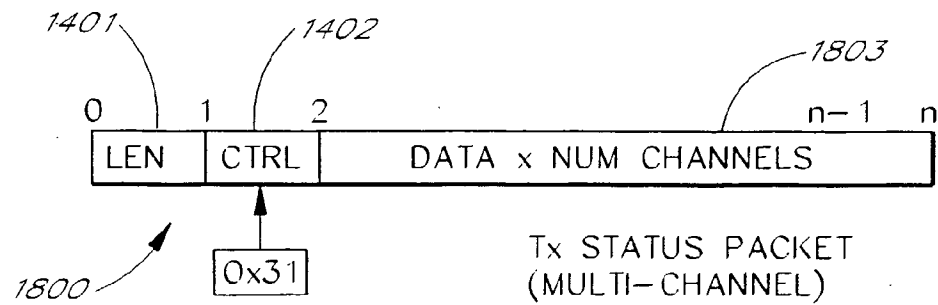 1401 1402 1803
0 1 2 n-1 n
LEN CTRL DATA x NUM CHANNELS
0x31
1800
Tx STATUS PACKET
(MULTI-CHANNEL)